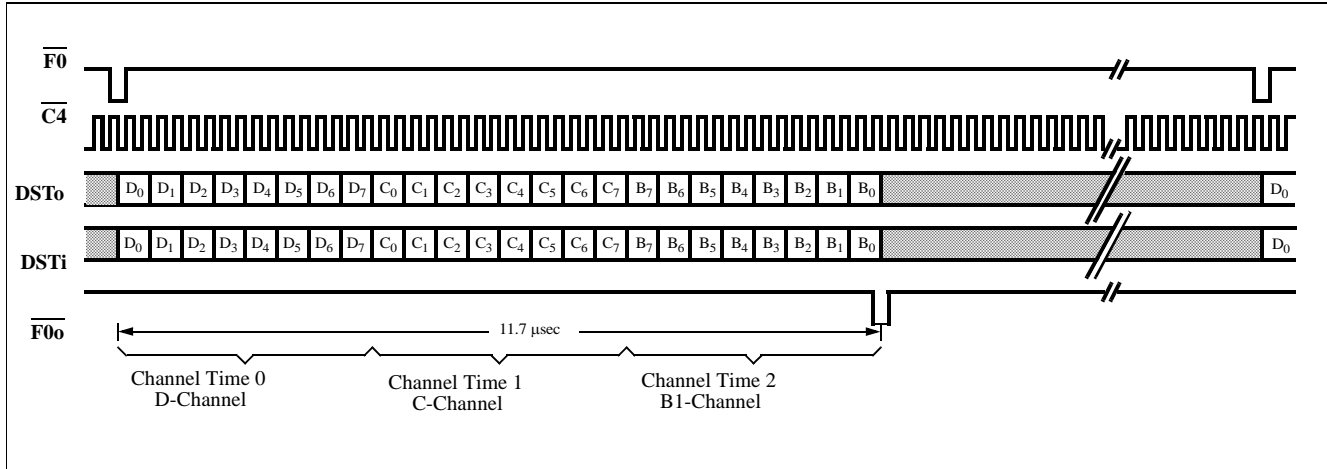 F0
C4
DSTo D0 D1 D2 D3 D4 D5 D6 D7 C0 C1 C2 C3 C4 C5 C6 C7 B7 B6 B5 B4 B3 B2 B1 B0 D0
DSTi D0 D1 D2 D3 D4 D5 D6 D7 C0 C1 C2 C3 C4 C5 C6 C7 B7 B6 B5 B4 B3 B2 B1 B0 D0
F0o
11.7 μsec
Channel Time 0
D-Channel
Channel Time 1
C-Channel
Channel Time 2
B1-Channel